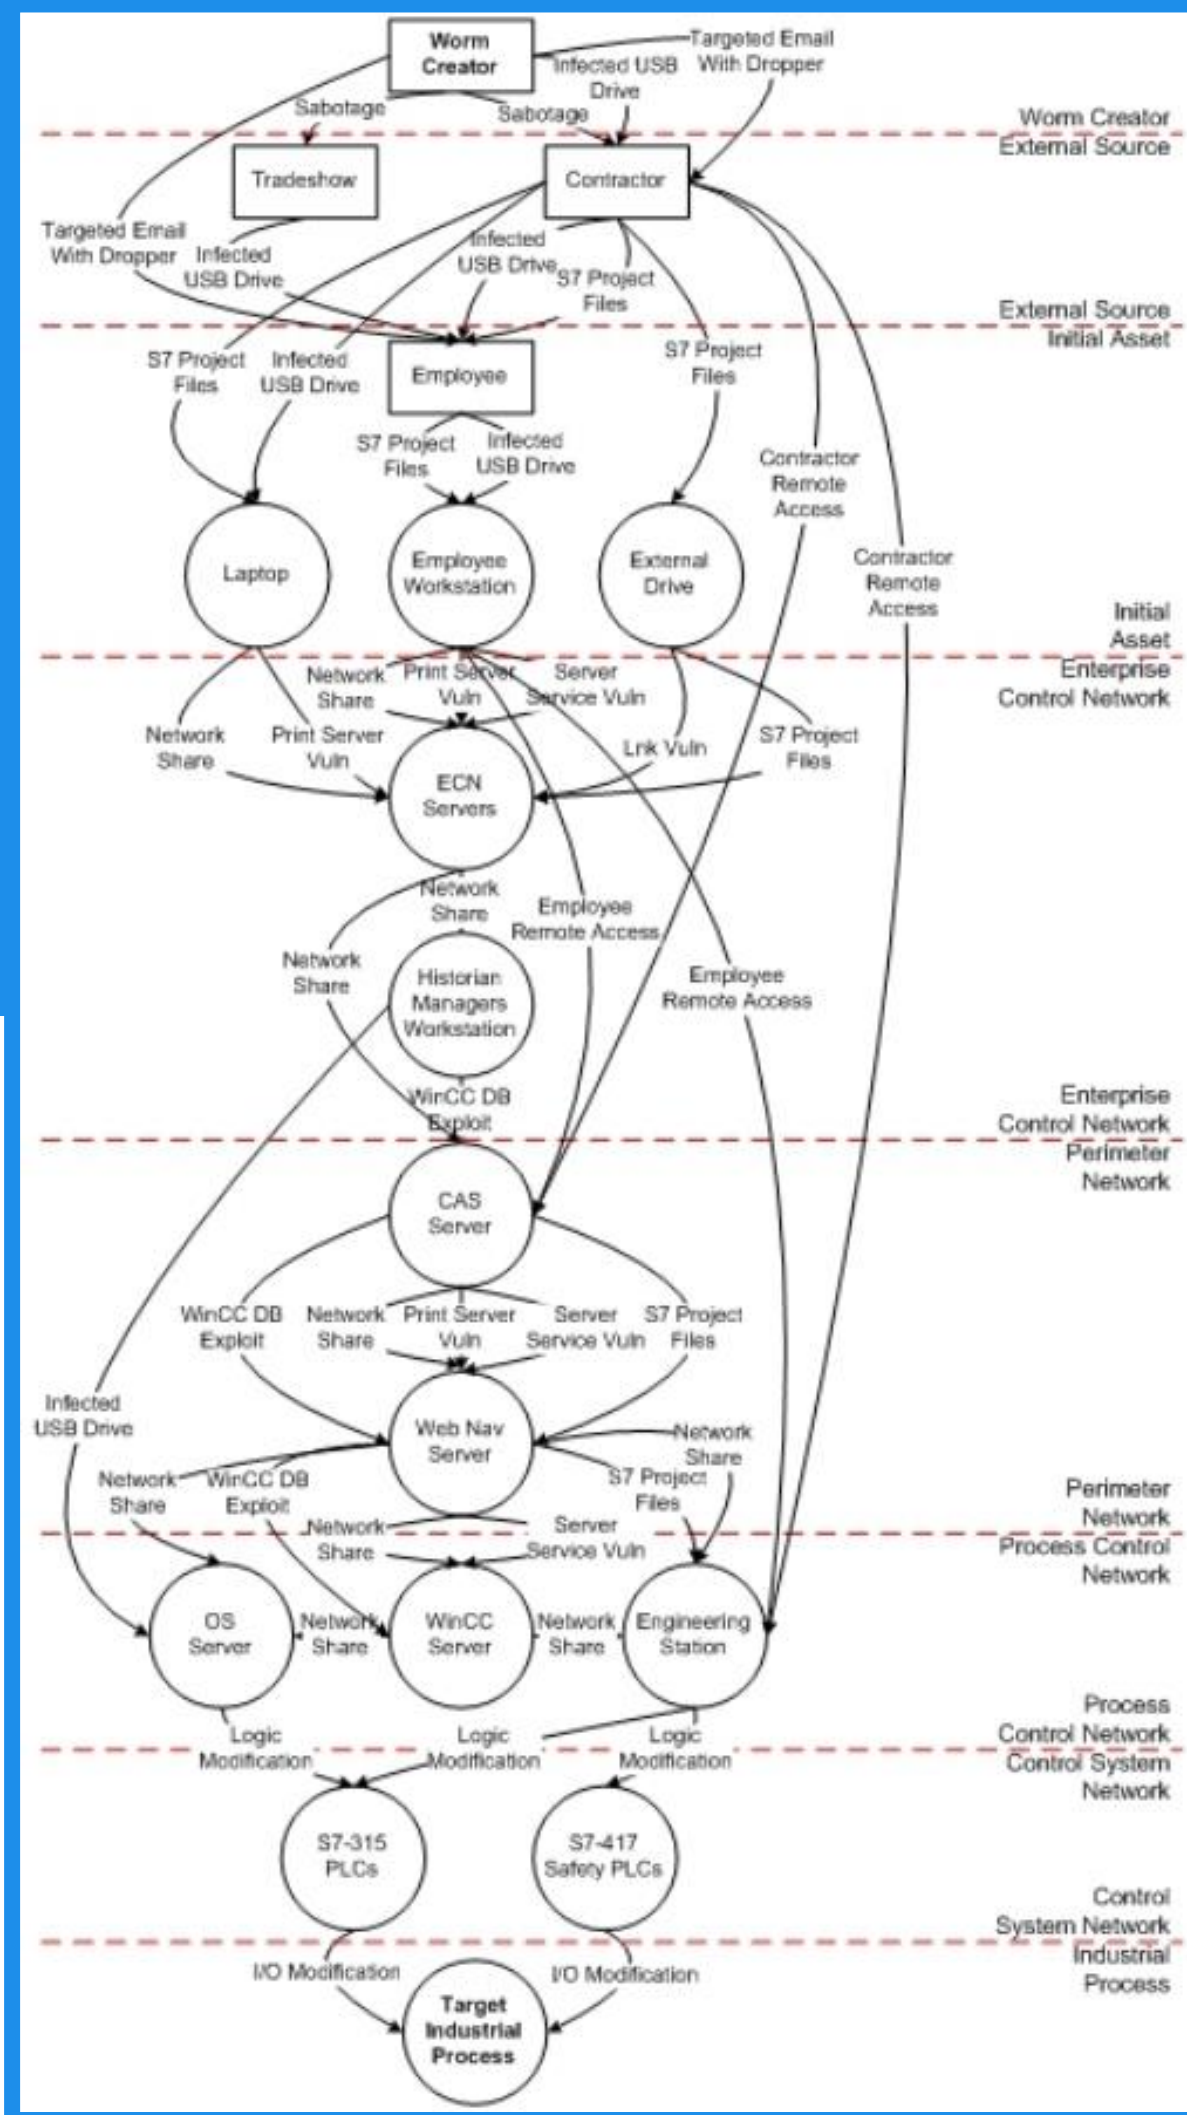 Worm
Creator
Targeted Email
With Dropper
Infected USB
Drive
Sabotage
Sabotage
Worm Creator
External Source
Tradeshow
Contractor
Targeted Email
With Dropper
Infected
USB Drive
Infected
USB Drive
S7 Project
Files
External Source
Initial Asset
S7 Project
Files
Infected
USB Drive
Employee
S7 Project
Files
S7 Project
Files
Infected
USB Drive
Contractor
Remote
Access
Contractor
Remote
Access
Laptop
Employee
Workstation
External
Drive
Initial
Asset
Enterprise
Control Network
Network
Share
Print Server
Vuln
Server
Service Vuln
Network
Share
Print Server
Vuln
Lnk Vuln
S7 Project
Files
ECN
Servers
Network
Share
Employee
Remote Access
Network
Share
Historian
Managers
Workstation
Employee
Remote Access
WinCC DB
Exploit
Enterprise
Control Network
Perimeter
Network
CAS
Server
WinCC DB
Exploit
Network
Share
Print Server
Vuln
Server
Service Vuln
S7 Project
Files
Infected
USB Drive
Web Nav
Server
Network
Share
Network
Share
WinCC DB
Exploit
S7 Project
Files
Perimeter
Network
Process Control
Network
Network
Share
Server
Service Vuln
OS
Server
Network
Share
WinCC
Server
Network
Share
Engineering
Station
Process
Control Network
Control System
Network
Logic
Modification
Logic
Modification
Logic
Modification
S7-315
PLCs
S7-417
Safety PLCs
Control
System Network
Industrial
Process
I/O Modification
I/O Modification
Target
Industrial
Process